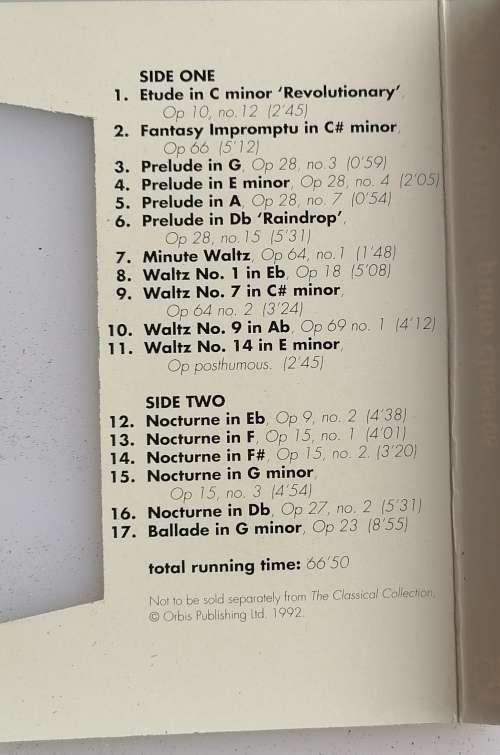 SIDE ONE
1. Etude in C minor 'Revolutionary',
Op 10, no.12 (2'45)
2. Fantasy Impromptu in C# minor,
Op 66 (5'12)
3. Prelude in G, Op 28, no.3 (0'59)
4. Prelude in E minor, Op 28, no. 4 (2'05)
5. Prelude in A, Op 28, no. 7 (0'54)
6. Prelude in Db 'Raindrop',
Op 28, no.15 (5'31)
7. Minute Waltz, Op 64, no.1 (1'48)
8. Waltz No. 1 in Eb, Op 18 (5'08)
9. Waltz No. 7 in C# minor,
Op 64 no. 2 (3'24)
10. Waltz No. 9 in Ab, Op 69 no. 1 (4'12)
11. Waltz No. 14 in E minor,
Op posthumous. (2'45)
SIDE TWO
12. Nocturne in Eb, Op 9, no. 2 (4'38)
13. Nocturne in F, Op 15, no. 1 (4'01)
14. Nocturne in F#, Op 15, no. 2. (3'20)
15. Nocturne in G minor,
Op 15, no. 3 (4'54)
16. Nocturne in Db, Op 27, no. 2 (5'31)
17. Ballade in G minor, Op 23 (8'55)
total running time: 66'50
Not to be sold separately from The Classical Collection.
© Orbis Publishing Ltd. 1992.